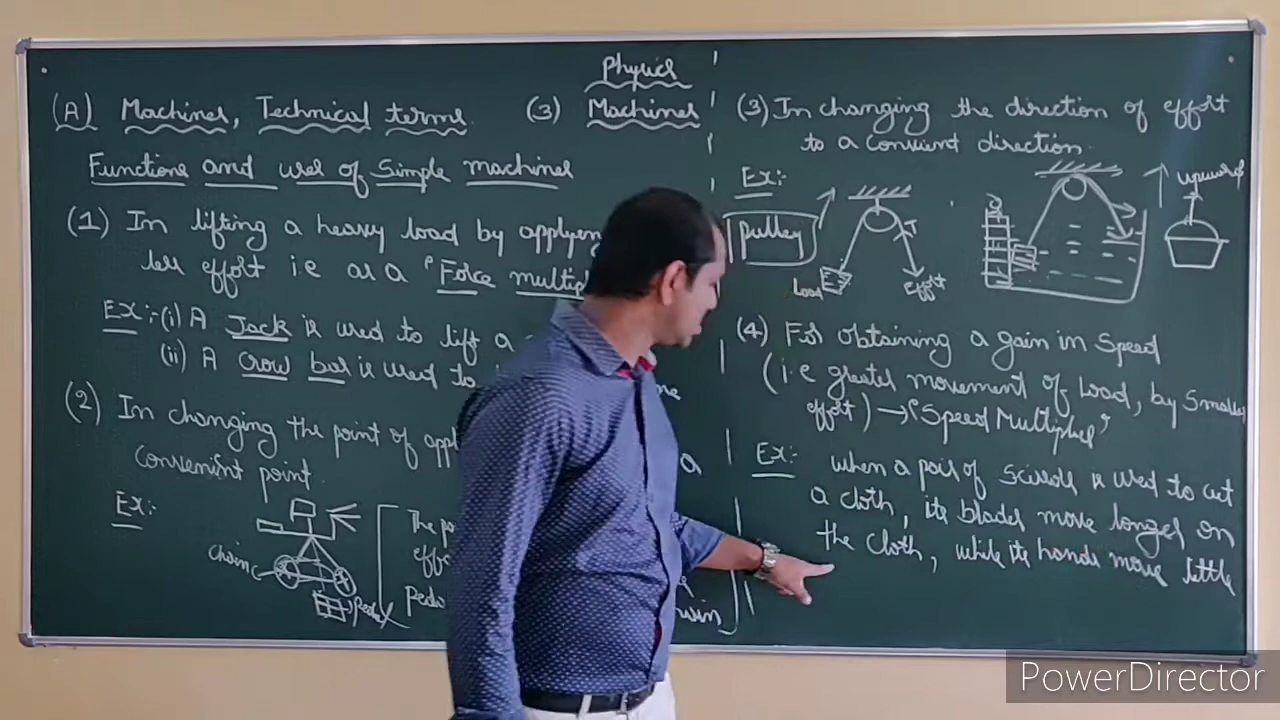 Physics
(A) Machines, Technical terms
(3) Machines
Functions and uses of Simple machines
(1) In lifting a heavy load by applying
less effort i.e as a "Force multipl
Ex:- (i) A Jack is used to lift a
(ii) A Crow bar is used to
(2) In changing the point of appl
a
Convenient point.
Ex:-
chain
Pedal
The po
effo
Peda
(3) In changing the direction of effort
to a convient direction.
Ex:-
pulley
Load
effort
upward
(4) For obtaining a gain in Speed
(i.e greater movement of Load, by Smaller
effort) → "Speed Multiplier"
Ex:- when a pair of scissors is used to cut
a cloth, its blades move longer on
the cloth, while its hands move little
PowerDirector